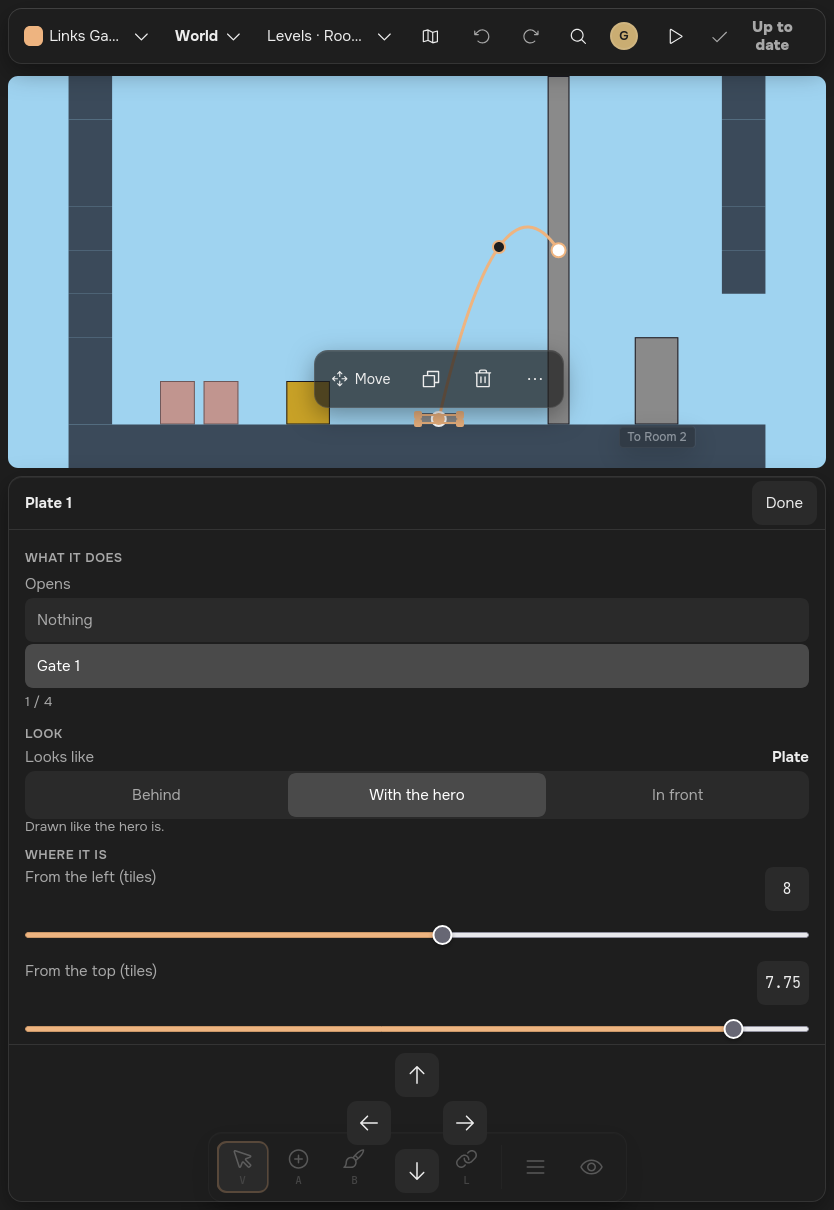 Links Ga...
World
Levels · Roo...
G
Up to
date
Move
To Room 2
Plate 1
Done
WHAT IT DOES
Opens
Nothing
Gate 1
1 / 4
LOOK
Looks like
Plate
Behind
With the hero
In front
Drawn like the hero is.
WHERE IT IS
From the left (tiles)
8
From the top (tiles)
7.75
V
A
B
L